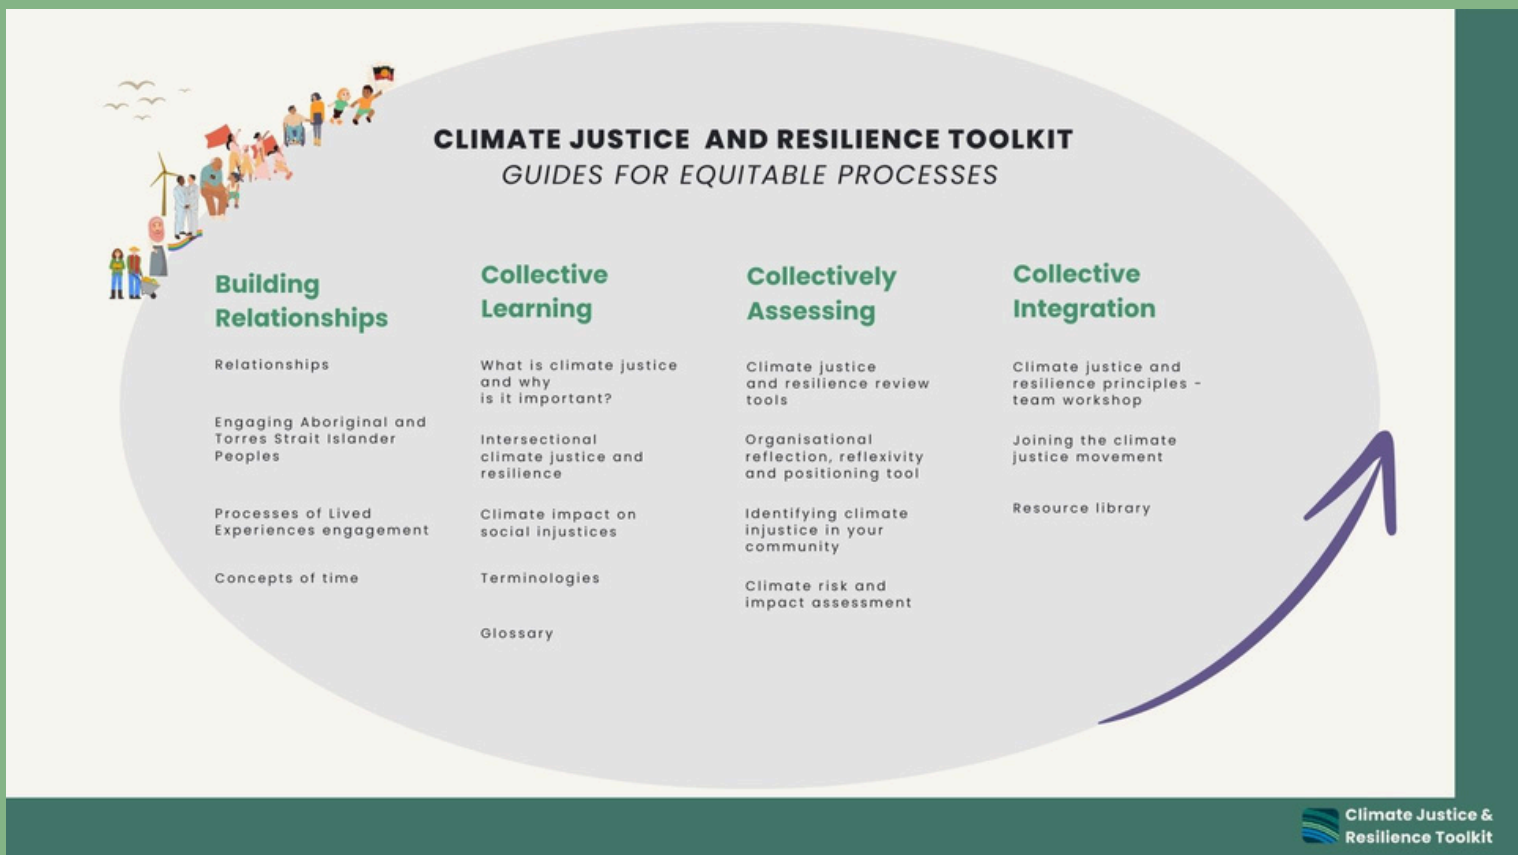 CLIMATE JUSTICE AND RESILIENCE TOOLKIT
GUIDES FOR EQUITABLE PROCESSES
Building
Relationships
Relationships
Engaging Aboriginal and
Torres Strait Islander
Peoples
Processes of Lived
Experiences engagement
Concepts of time
Collective
Learning
What is climate justice
and why
is it important?
Intersectional
climate justice and
resilience
Climate impact on
social injustices
Terminologies
Glossary
Collectively
Assessing
Climate justice
and resilience review
tools
Organisational
reflection, reflexivity
and positioning tool
Identifying climate
injustice in your
community
Climate risk and
impact assessment
Collective
Integration
Climate justice and
resilience principles -
team workshop
Joining the climate
justice movement
Resource library
Climate Justice &
Resilience Toolkit